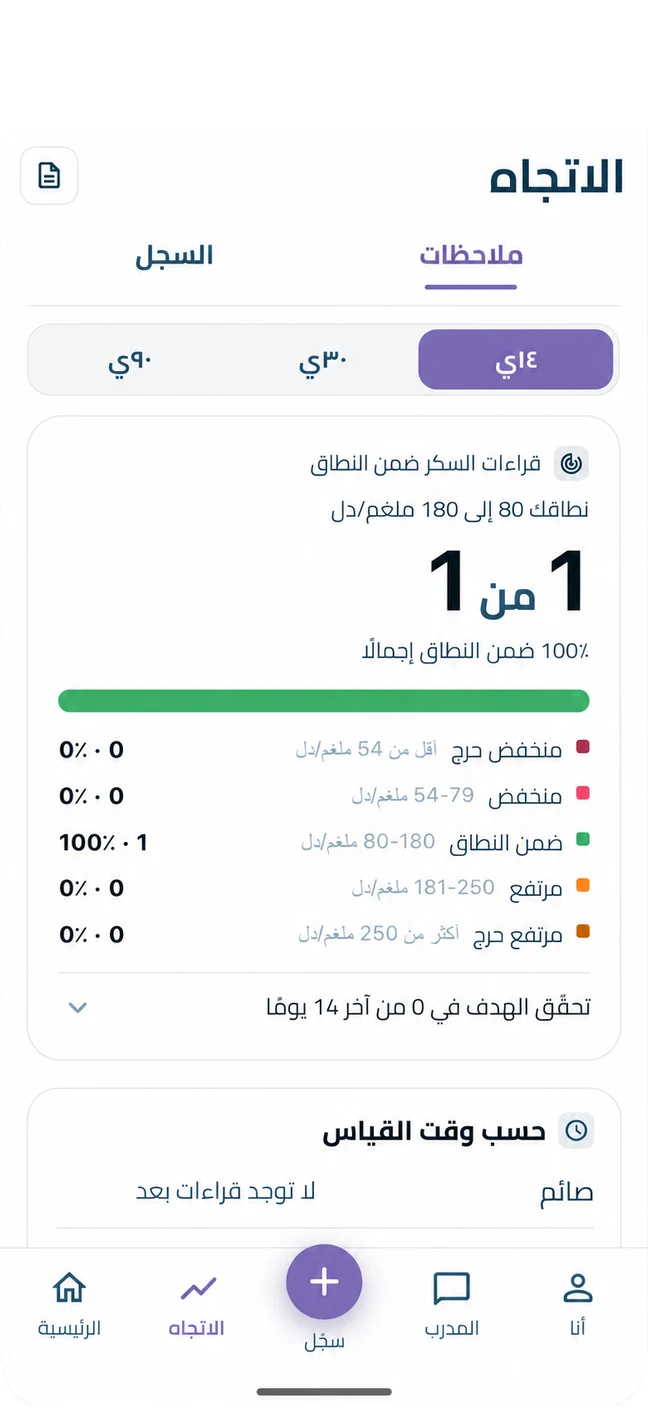 الاتجاه
ملاحظات
السجل
١٤ي
٣٠ي
٩٠ي
قراءات السكر ضمن النطاق
نطاقك 80 إلى 180 ملغم/دل
1 من 1
100٪ ضمن النطاق إجمالًا
منخفض حرج أقل من 54 ملغم/دل 0 · 0٪
منخفض 54-79 ملغم/دل 0 · 0٪
ضمن النطاق 80-180 ملغم/دل 1 · 100٪
مرتفع 181-250 ملغم/دل 0 · 0٪
مرتفع حرج أكثر من 250 ملغم/دل 0 · 0٪
تحقّق الهدف في 0 من آخر 14 يومًا
حسب وقت القياس
صائم لا توجد قراءات بعد
أنا
المدرب
سجّل
الاتجاه
الرئيسية